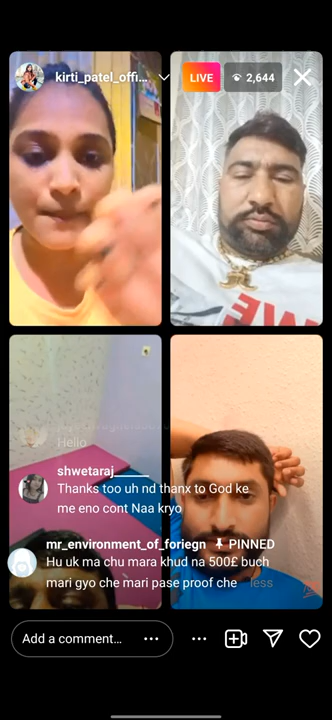 kirti_patel_offi...
LIVE
2,644
Hello
shwetaraj_____
Thanks too uh nd thanx to God ke
me eno cont Naa kryo
mr_environment_of_foriegn PINNED
Hu uk ma chu mara khud na 500£ buch
mari gyo che mari pase proof che less
Add a comment...